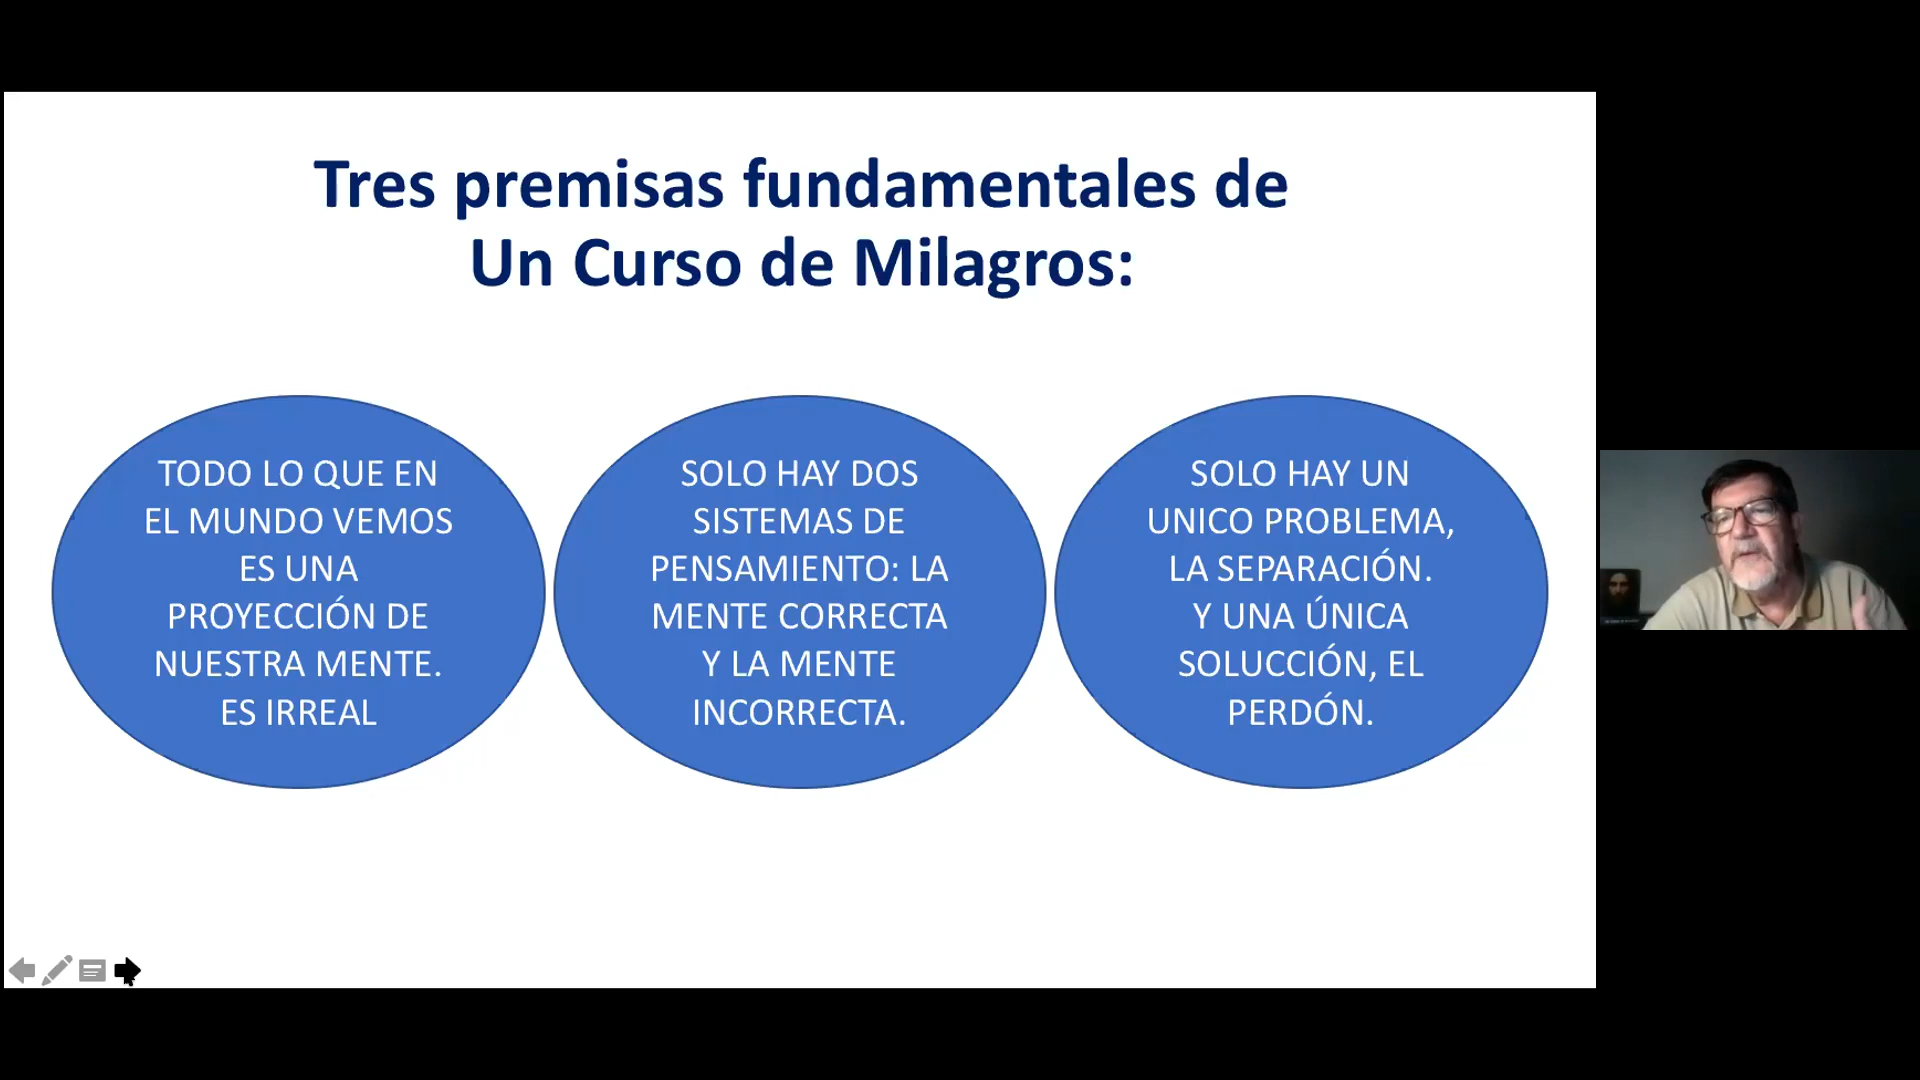 Tres premisas fundamentales de
Un Curso de Milagros:
TODO LO QUE EN
EL MUNDO VEMOS
ES UNA
PROYECCIÓN DE
NUESTRA MENTE.
ES IRREAL
SOLO HAY DOS
SISTEMAS DE
PENSAMIENTO: LA
MENTE CORRECTA
Y LA MENTE
INCORRECTA.
SOLO HAY UN
UNICO PROBLEMA,
LA SEPARACIÓN.
Y UNA ÚNICA
SOLUCCIÓN, EL
PERDÓN.